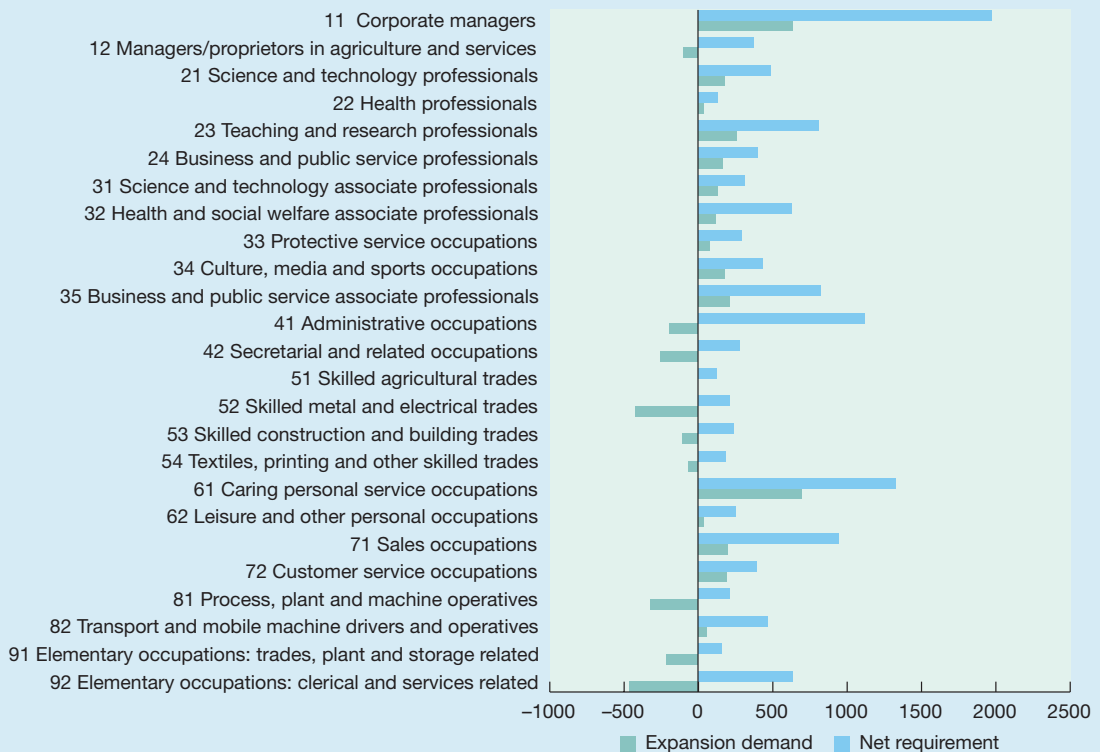 11 Corporate managers
12 Managers/proprietors in agriculture and services
21 Science and technology professionals
22 Health professionals
23 Teaching and research professionals
24 Business and public service professionals
31 Science and technology associate professionals
32 Health and social welfare associate professionals
33 Protective service occupations
34 Culture, media and sports occupations
35 Business and public service associate professionals
41 Administrative occupations
42 Secretarial and related occupations
51 Skilled agricultural trades
52 Skilled metal and electrical trades
53 Skilled construction and building trades
54 Textiles, printing and other skilled trades
61 Caring personal service occupations
62 Leisure and other personal occupations
71 Sales occupations
72 Customer service occupations
81 Process, plant and machine operatives
82 Transport and mobile machine drivers and operatives
91 Elementary occupations: trades, plant and storage related
92 Elementary occupations: clerical and services related
–1000 –500 0 500 1000 1500 2000 2500
Expansion demand Net requirement